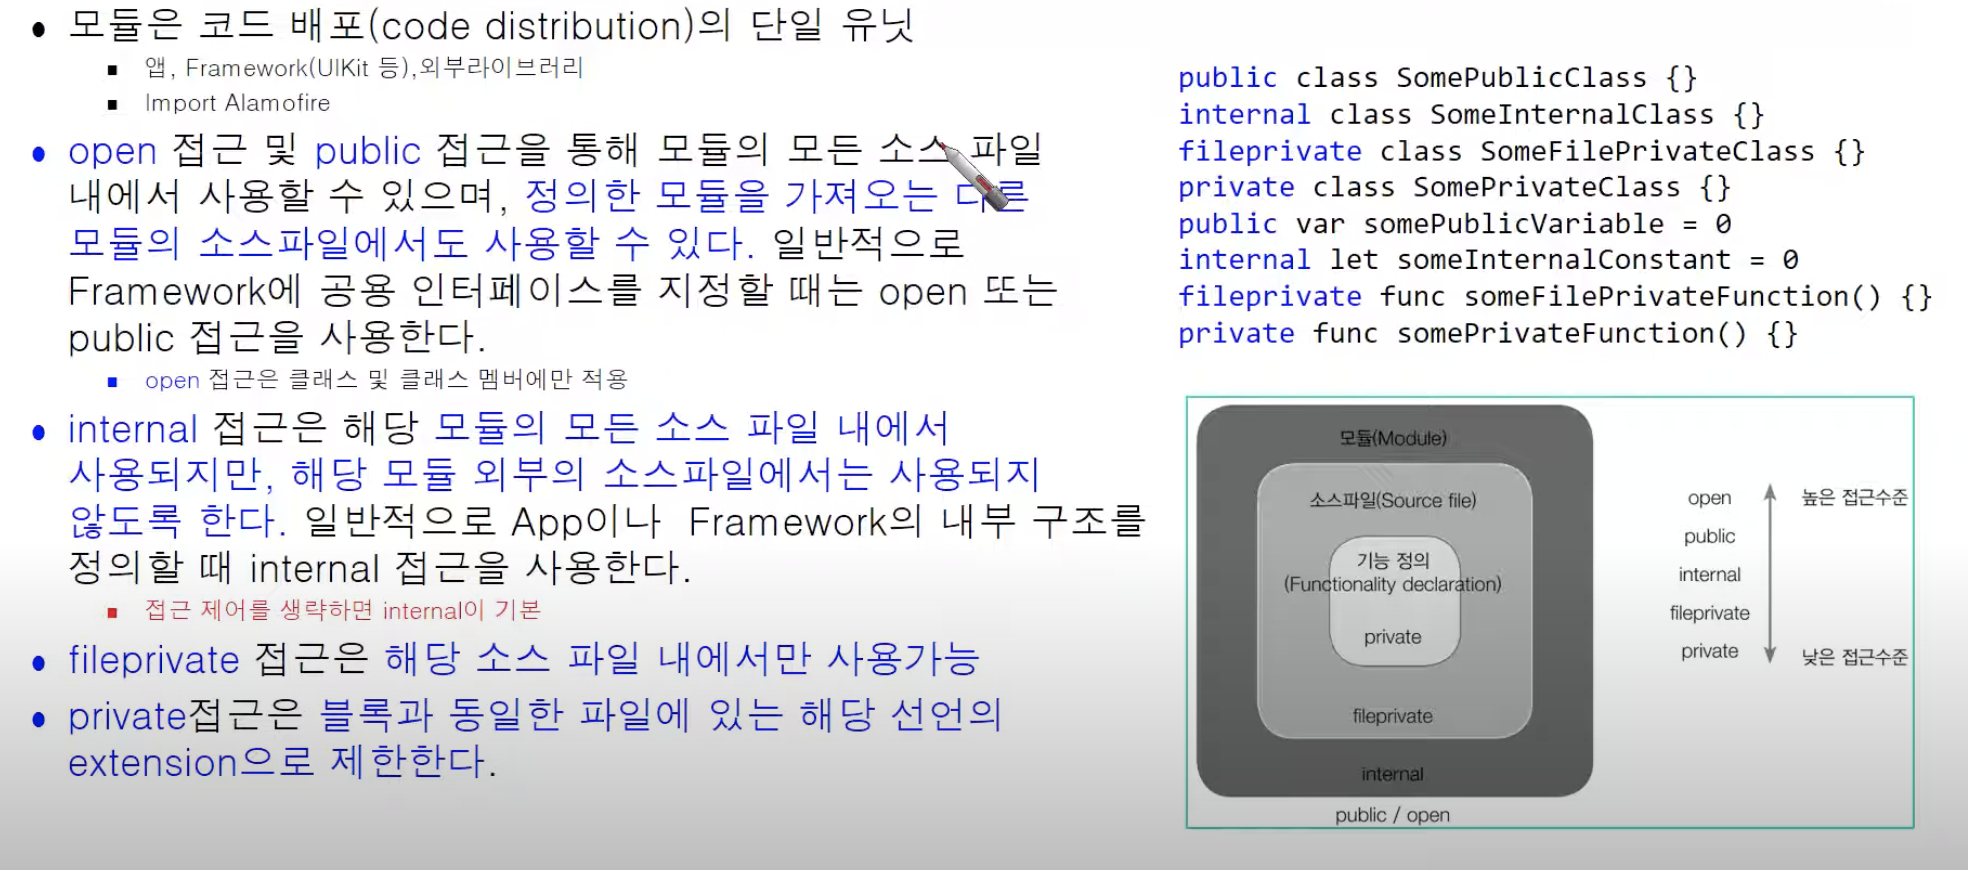 • 모듈은 코드 배포(code distribution)의 단일 유닛
▪ 앱, Framework(UIKit 등),외부라이브러리
▪ Import Alamofire
• open 접근 및 public 접근을 통해 모듈의 모든 소스 파일
내에서 사용할 수 있으며, 정의한 모듈을 가져오는 다른
모듈의 소스파일에서도 사용할 수 있다. 일반적으로
Framework에 공용 인터페이스를 지정할 때는 open 또는
public 접근을 사용한다.
▪ open 접근은 클래스 및 클래스 멤버에만 적용
• internal 접근은 해당 모듈의 모든 소스 파일 내에서
사용되지만, 해당 모듈 외부의 소스파일에서는 사용되지
않도록 한다. 일반적으로 App이나 Framework의 내부 구조를
정의할 때 internal 접근을 사용한다.
▪ 접근 제어를 생략하면 internal이 기본
• fileprivate 접근은 해당 소스 파일 내에서만 사용가능
• private접근은 블록과 동일한 파일에 있는 해당 선언의
extension으로 제한한다.
public class SomePublicClass {}
internal class SomeInternalClass {}
fileprivate class SomeFilePrivateClass {}
private class SomePrivateClass {}
public var somePublicVariable = 0
internal let someInternalConstant = 0
fileprivate func someFilePrivateFunction() {}
private func somePrivateFunction() {}
모듈(Module)
소스파일(Source file)
기능 정의
(Functionality declaration)
private
fileprivate
internal
public / open
open
public
internal
fileprivate
private
높은 접근수준
낮은 접근수준